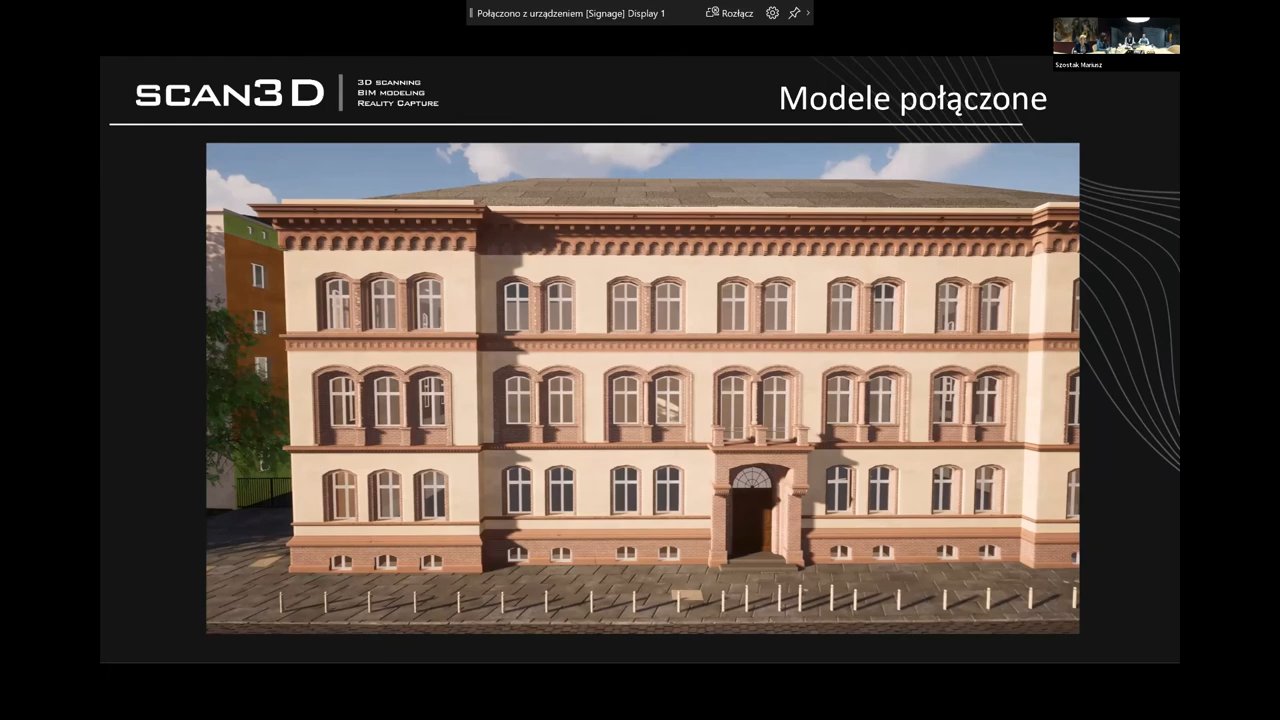 Połączono z urządzeniem [Signage] Display 1
Rozłącz
Szostak Mariusz
SCAN3D
3D scanning
BIM modeling
Reality Capture
Modele połączone